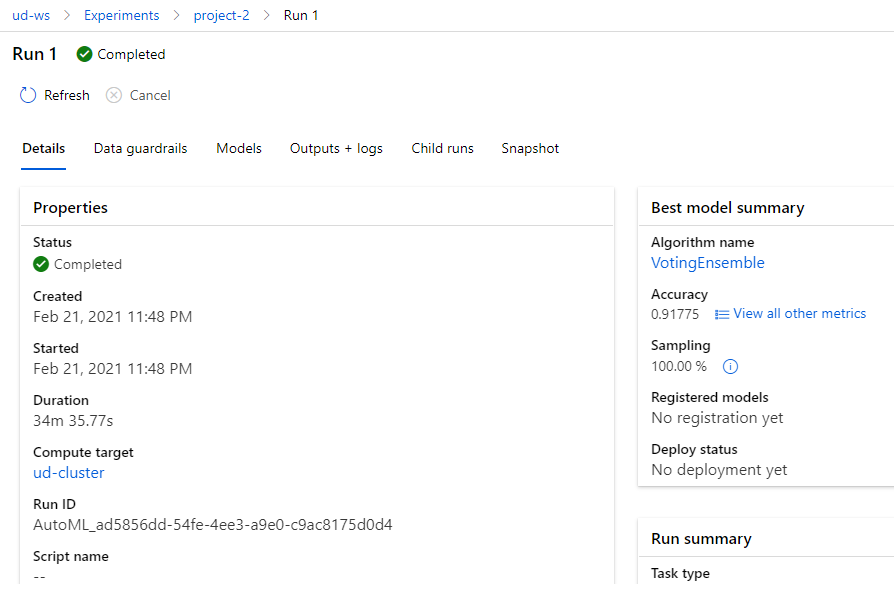 ud-ws > Experiments > project-2 > Run 1
Run 1 Completed
Refresh Cancel
Details Data guardrails Models Outputs + logs Child runs Snapshot
Properties
Status
Completed
Created
Feb 21, 2021 11:48 PM
Started
Feb 21, 2021 11:48 PM
Duration
34m 35.77s
Compute target
ud-cluster
Run ID
AutoML_ad5856dd-54fe-4ee3-a9e0-c9ac8175d0d4
Script name
--
Best model summary
Algorithm name
VotingEnsemble
Accuracy
0.91775 View all other metrics
Sampling
100.00 %
Registered models
No registration yet
Deploy status
No deployment yet
Run summary
Task type